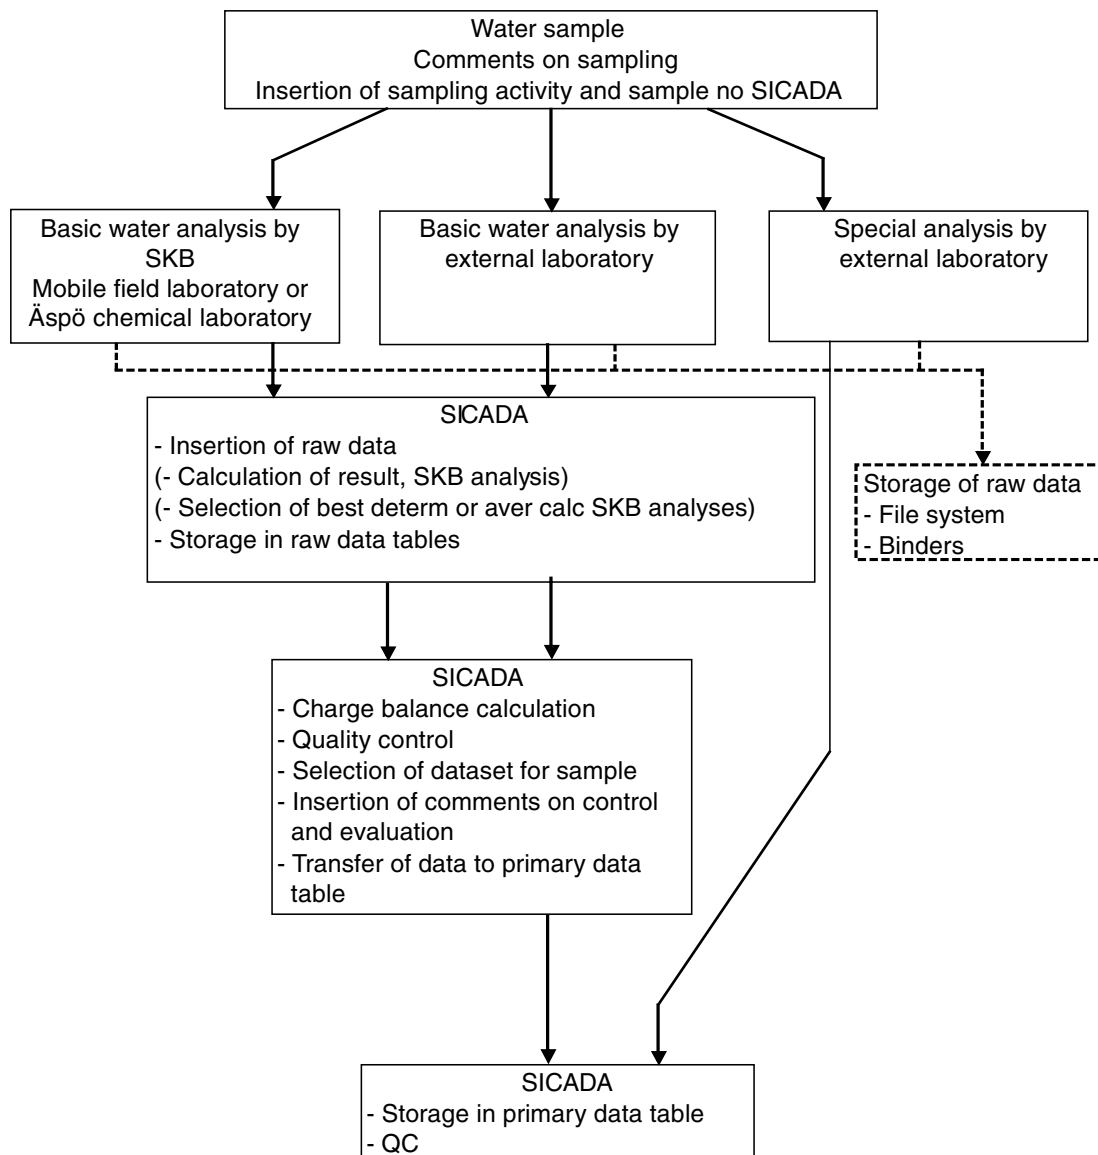 Water sample
Comments on sampling
Insertion of sampling activity and sample no SICADA
Basic water analysis by
SKB
Mobile field laboratory or
Äspö chemical laboratory
Basic water analysis by
external laboratory
Special analysis by
external laboratory
SICADA
- Insertion of raw data
(- Calculation of result, SKB analysis)
(- Selection of best determ or aver calc SKB analyses)
- Storage in raw data tables
Storage of raw data
- File system
- Binders
SICADA
- Charge balance calculation
- Quality control
- Selection of dataset for sample
- Insertion of comments on control
and evaluation
- Transfer of data to primary data
table
SICADA
- Storage in primary data table
- QC